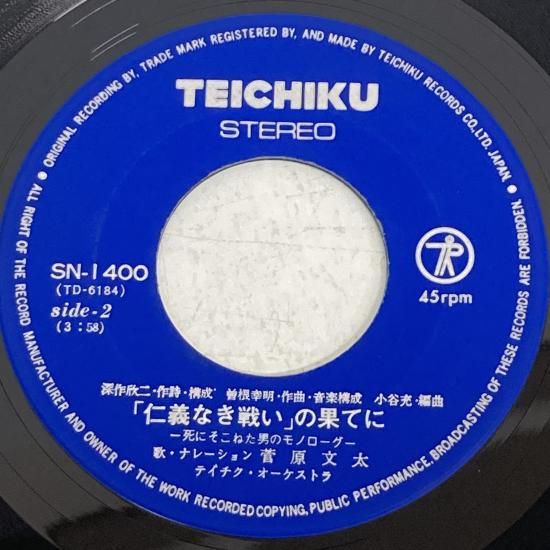 ORIGINAL RECORDING BY, TRADE MARK REGISTERED BY, AND MADE BY TEICHIKU RECORDS CO., LTD. JAPAN. ●
● ALL RIGHT OF THE RECORD MANUFACTURER AND OWNER OF THE WORK RECORDED COPYING, PUBLIC PERFORMANCE, BROADCASTING OF THESE RECORDS ARE FORBIDDEN.
TEICHIKU
STEREO
SN-1400
(TD-6184)
side-2
(3:58)
45rpm
深作欣二・作詩・構成 曽根幸明・作曲・音楽構成 小谷充・編曲
「仁義なき戦い」の果てに
―死にそこねた男のモノローグ―
歌・ナレーション 菅原文太
テイチク・オーケストラ